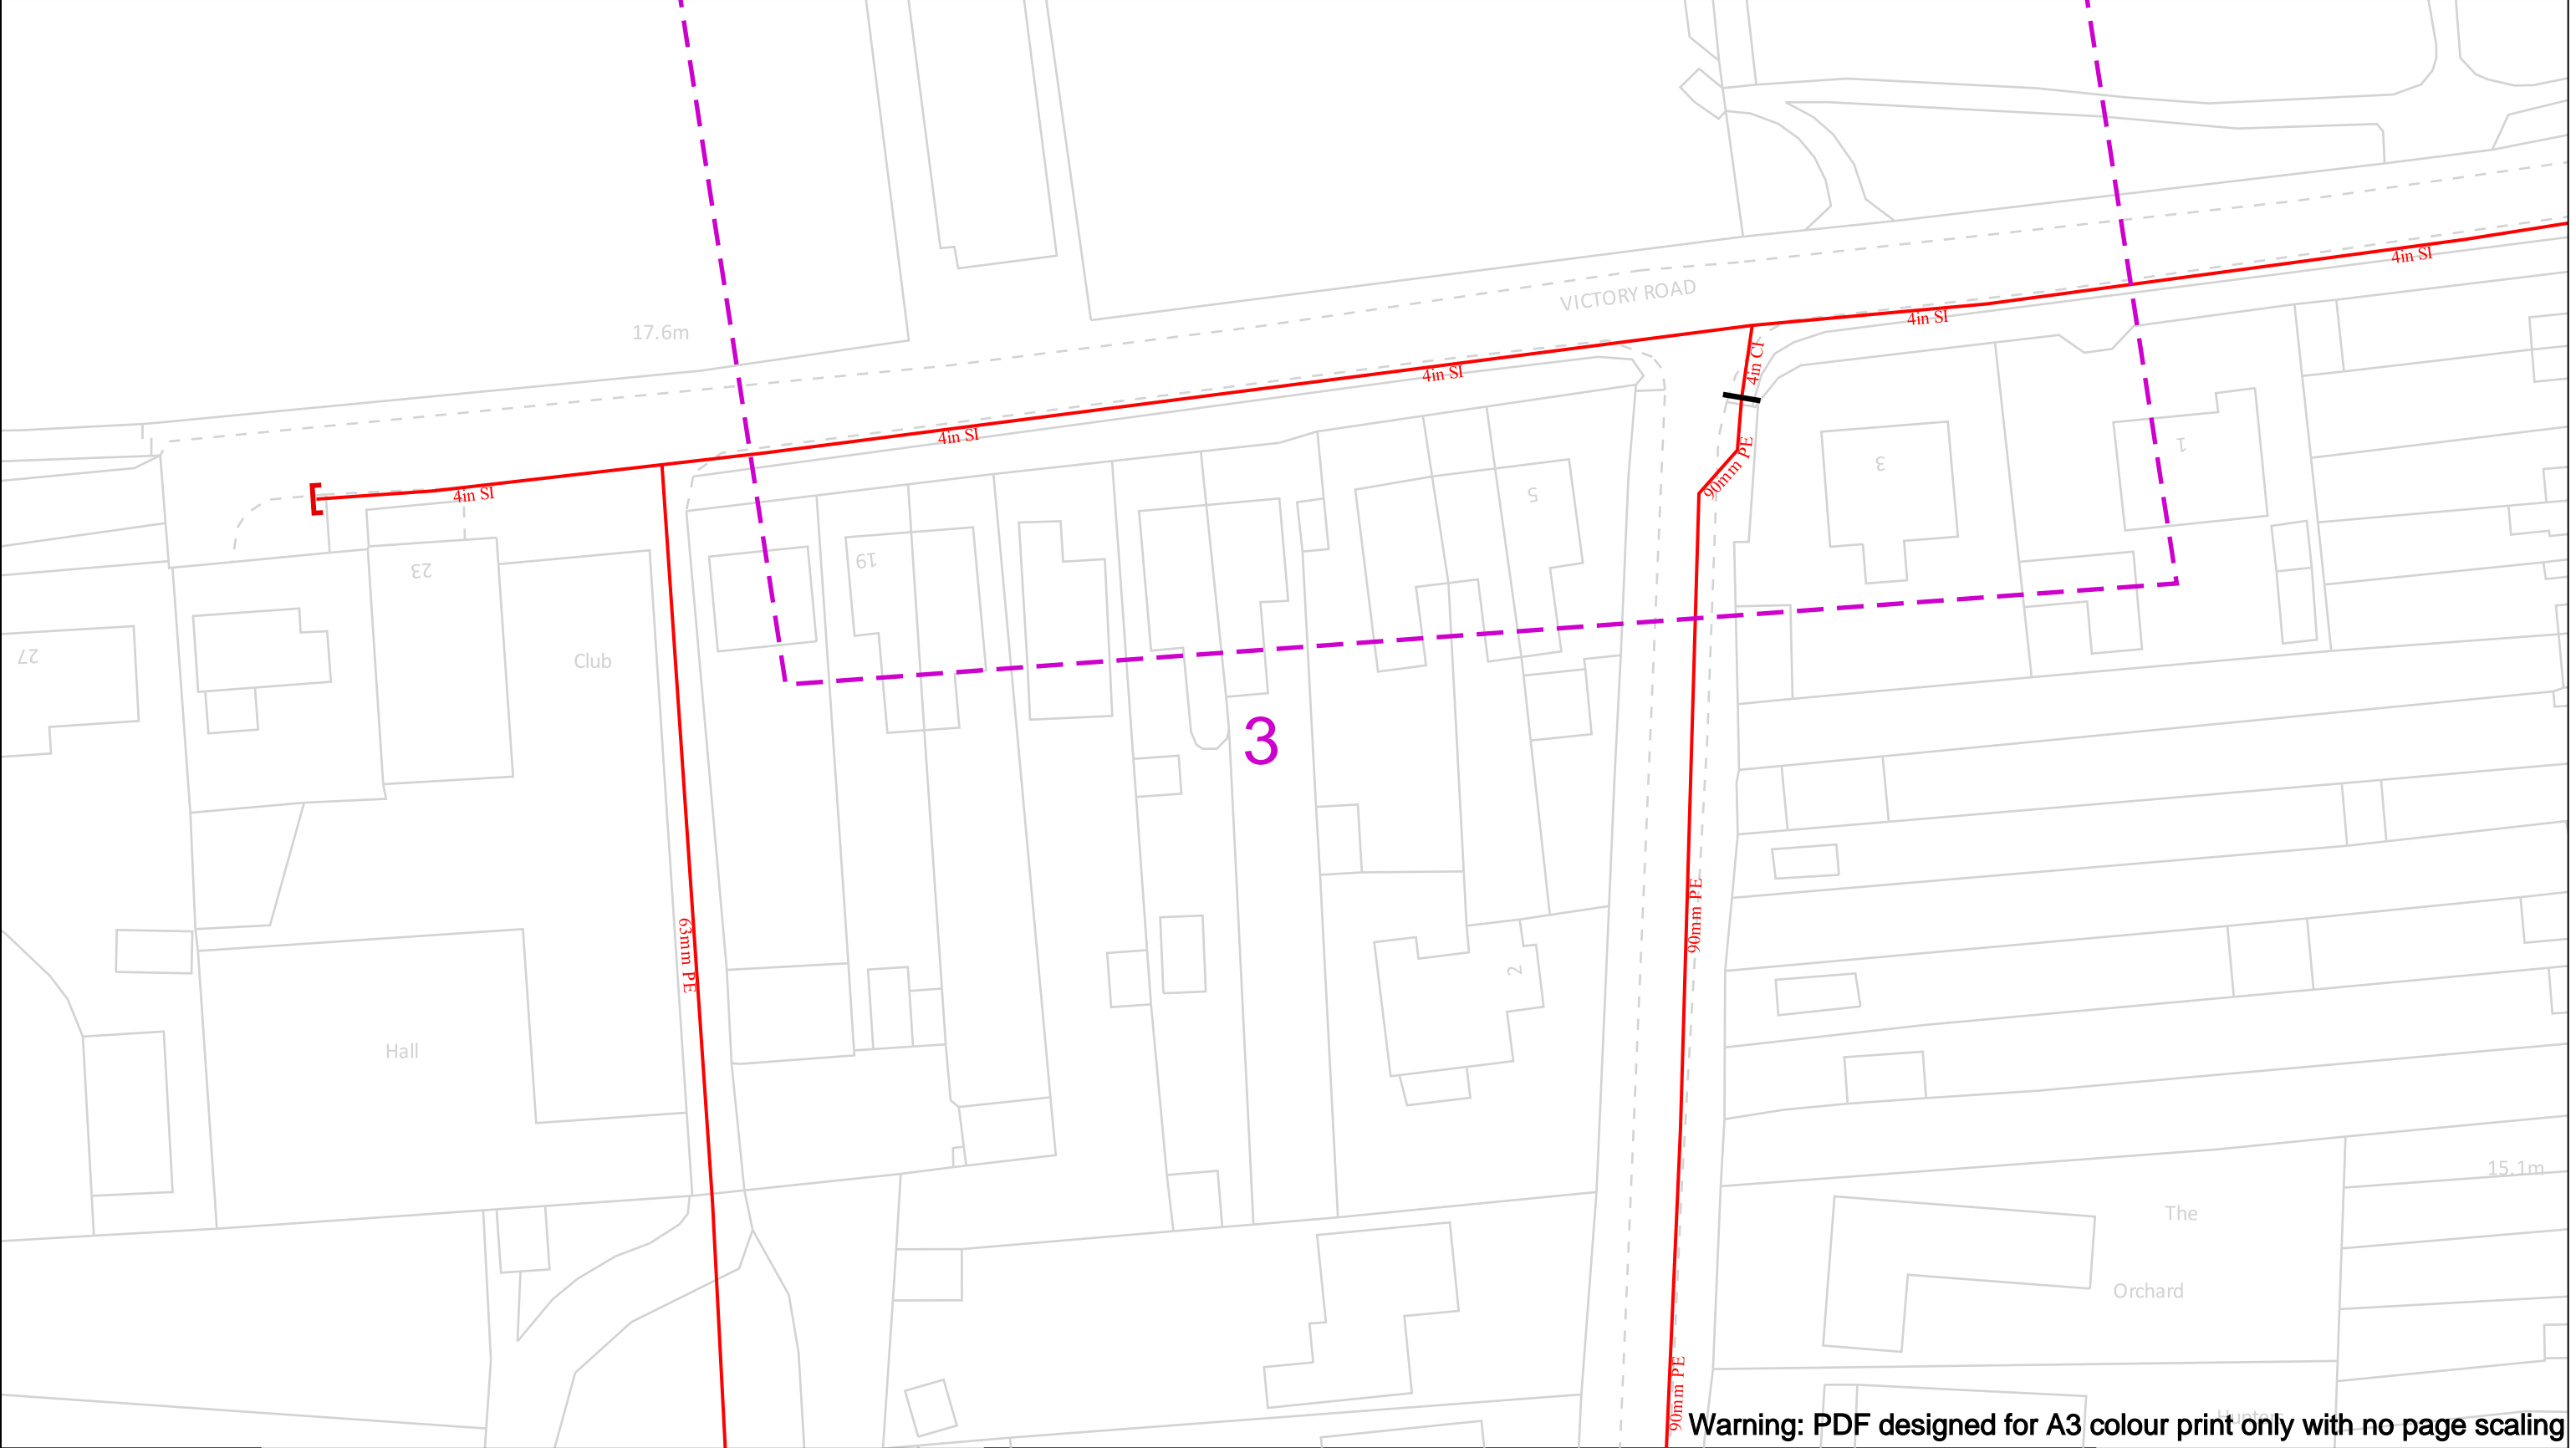 VICTORY ROAD
4in SI
4in SI
17.6m
4in CI
4in SI
4in SI
90mm PE
1
3
4in SI
5
19
23
27
Club
3
63mm PE
90mm PE
2
Hall
15.1m
The
Orchard
90mm PE
Warning: PDF designed for A3 colour print only with no page scaling